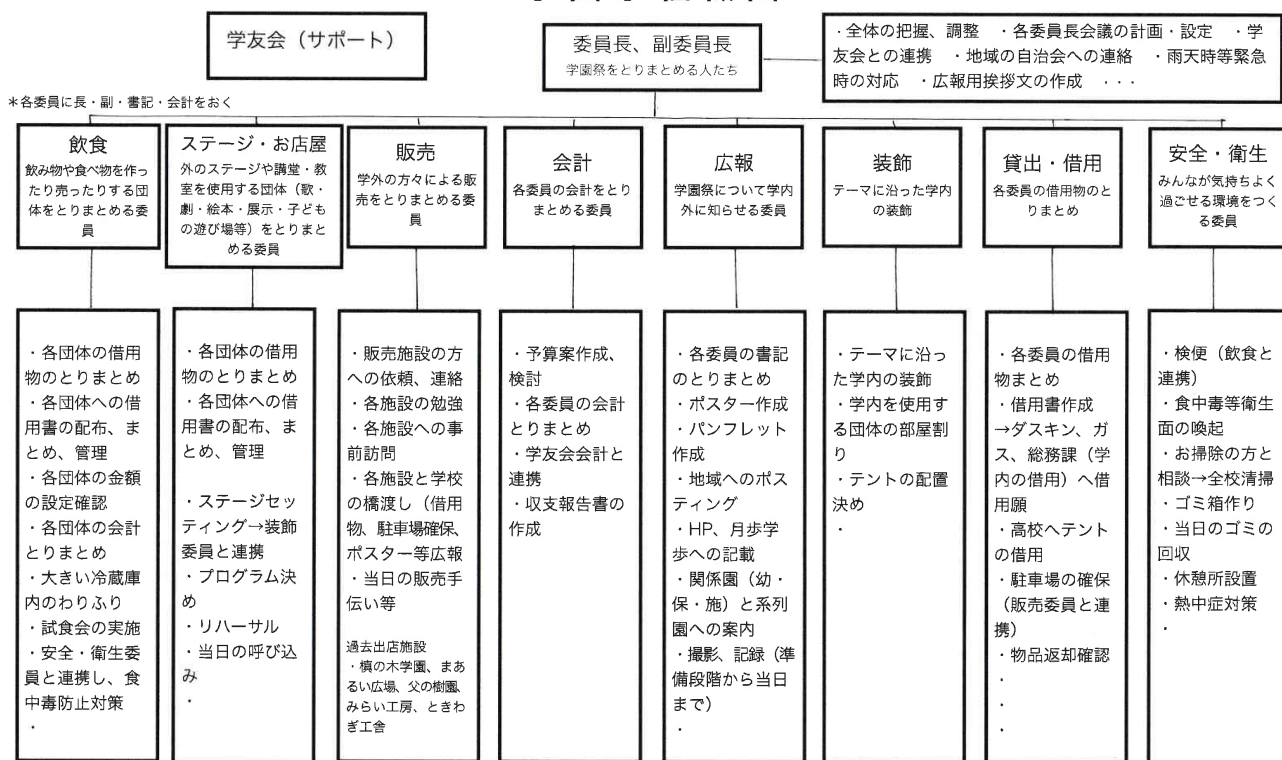 学友会（サポート）
委員長、副委員長
学園祭をとりまとめる人たち
・全体の把握、調整　・各委員長会議の計画・設定　・学
友会との連携　・地域の自治会への連絡　・雨天時等緊急
時の対応　・広報用挨拶文の作成　・・・
＊各委員に長・副・書記・会計をおく
飲食
飲み物や食べ物を作っ
たり売ったりする団
体をとりまとめる委
員
ステージ・お店屋
外のステージや講堂・教
室を使用する団体（歌・
劇・絵本・展示・子ども
の遊び場等）をとりまと
める委員
販売
学外の方々による販
売をとりまとめる委
員
会計
各委員の会計をとり
まとめる委員
広報
学園祭について学内
外に知らせる委員
装飾
テーマに沿った学内
の装飾
貸出・借用
各委員の借用物のと
りまとめ
安全・衛生
みんなが気持ちよく
過ごせる環境をつく
る委員
・各団体の借用
物のとりまとめ
・各団体への借
用書の配布、ま
とめ、管理
・各団体の金額
の設定確認
・各団体の会計
とりまとめ
・大きい冷蔵庫
内のわりふり
・試食会の実施
・安全・衛生委
員と連携し、食
中毒防止対策
・
・各団体の借用
物のとりまとめ
・各団体への借
用書の配布、ま
とめ、管理
・ステージセッ
ティング→装飾
委員と連携
・プログラム決
め
・リハーサル
・当日の呼び込
み
・
・販売施設の方
への依頼、連絡
・各施設の勉強
・各施設への事
前訪問
・各施設と学校
の橋渡し（借用
物、駐車場確保、
ポスター等広報
・当日の販売手
伝い等
過去出店施設
・槙の木学園、まあ
るい広場、父の樹園、
みらい工房、ときわ
ぎ工舎
・予算案作成、
検討
・各委員の会計
とりまとめ
・学友会会計と
連携
・収支報告書の
作成
・各委員の書記
のとりまとめ
・ポスター作成
・パンフレット
作成
・地域へのポス
ティング
・HP、月歩学
歩への記載
・関係園（幼・
保・施）と系列
園への案内
・撮影、記録（準
備段階から当日
まで）
・
・テーマに沿っ
た学内の装飾
・学内を使用す
る団体の部屋割
り
・テントの配置
決め
・
・各委員の借用
物まとめ
・借用書作成
→ダスキン、ガ
ス、総務課（学
内の借用）へ借
用願
・高校へテント
の借用
・駐車場の確保
（販売委員と連
携）
・物品返却確認
・
・
・
・検便（飲食と
連携）
・食中毒等衛生
面の喚起
・お掃除の方と
相談→全校清掃
・ゴミ箱作り
・当日のゴミの
回収
・休憩所設置
・熱中症対策
・